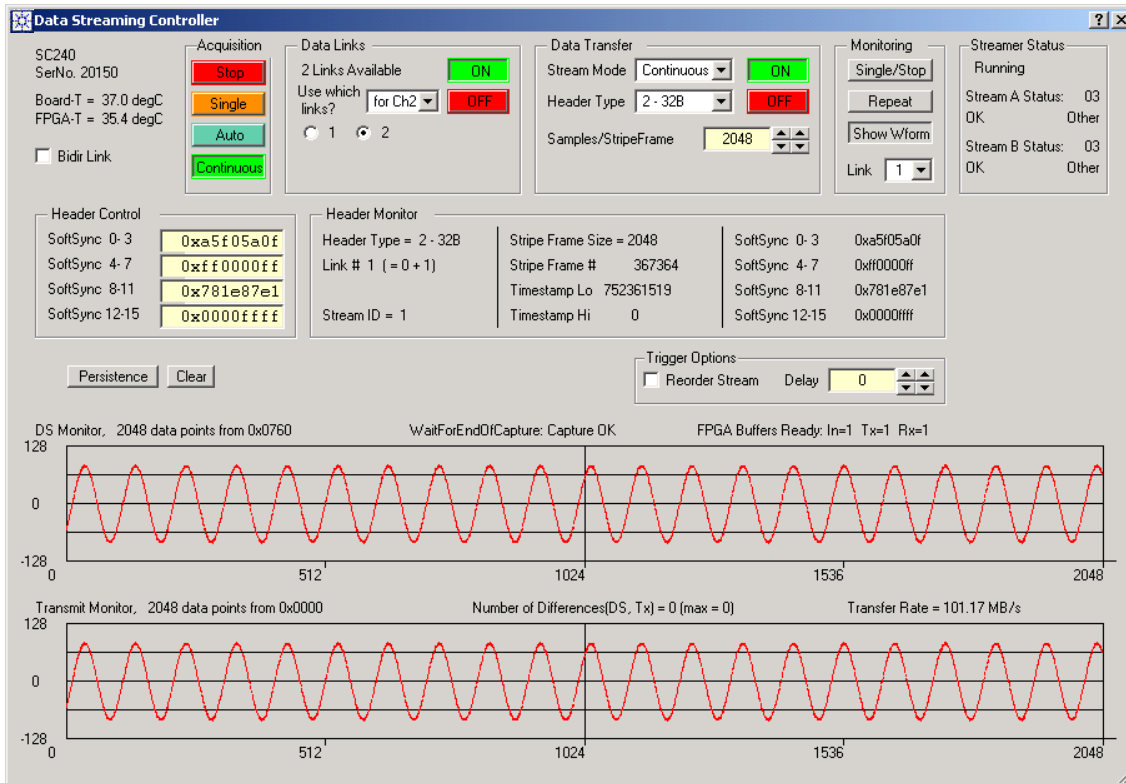 Data Streaming Controller
SC240
SerNo. 20150
Board-T = 37.0 degC
FPGA-T = 35.4 degC
Bidir Link
Acquisition
Stop
Single
Auto
Continuous
Data Links
2 Links Available ON
Use which links? for Ch2 OFF
1 2
Data Transfer
Stream Mode Continuous ON
Header Type 2 - 32B OFF
Samples/StripeFrame 2048
Monitoring
Single/Stop
Repeat
Show Wform
Link 1
Streamer Status
Running
Stream A Status: 03
OK Other
Stream B Status: 03
OK Other
Header Control
SoftSync 0- 3 0xa5f05a0f
SoftSync 4- 7 0xff0000ff
SoftSync 8-11 0x781e87e1
SoftSync 12-15 0x0000ffff
Header Monitor
Header Type = 2 - 32B
Link # 1 ( = 0 + 1)
Stream ID = 1
Stripe Frame Size = 2048
Stripe Frame # 367364
Timestamp Lo 752361519
Timestamp Hi 0
SoftSync 0- 3 0xa5f05a0f
SoftSync 4- 7 0xff0000ff
SoftSync 8-11 0x781e87e1
SoftSync 12-15 0x0000ffff
Persistence Clear
Trigger Options
Reorder Stream Delay 0
DS Monitor, 2048 data points from 0x0760 WaitForEndOfCapture: Capture OK FPGA Buffers Ready: In=1 Tx=1 Rx=1
128
0
-128
0 512 1024 1536 2048
Transmit Monitor, 2048 data points from 0x0000 Number of Differences(DS, Tx) = 0 (max = 0) Transfer Rate = 101.17 MB/s
128
0
-128
0 512 1024 1536 2048